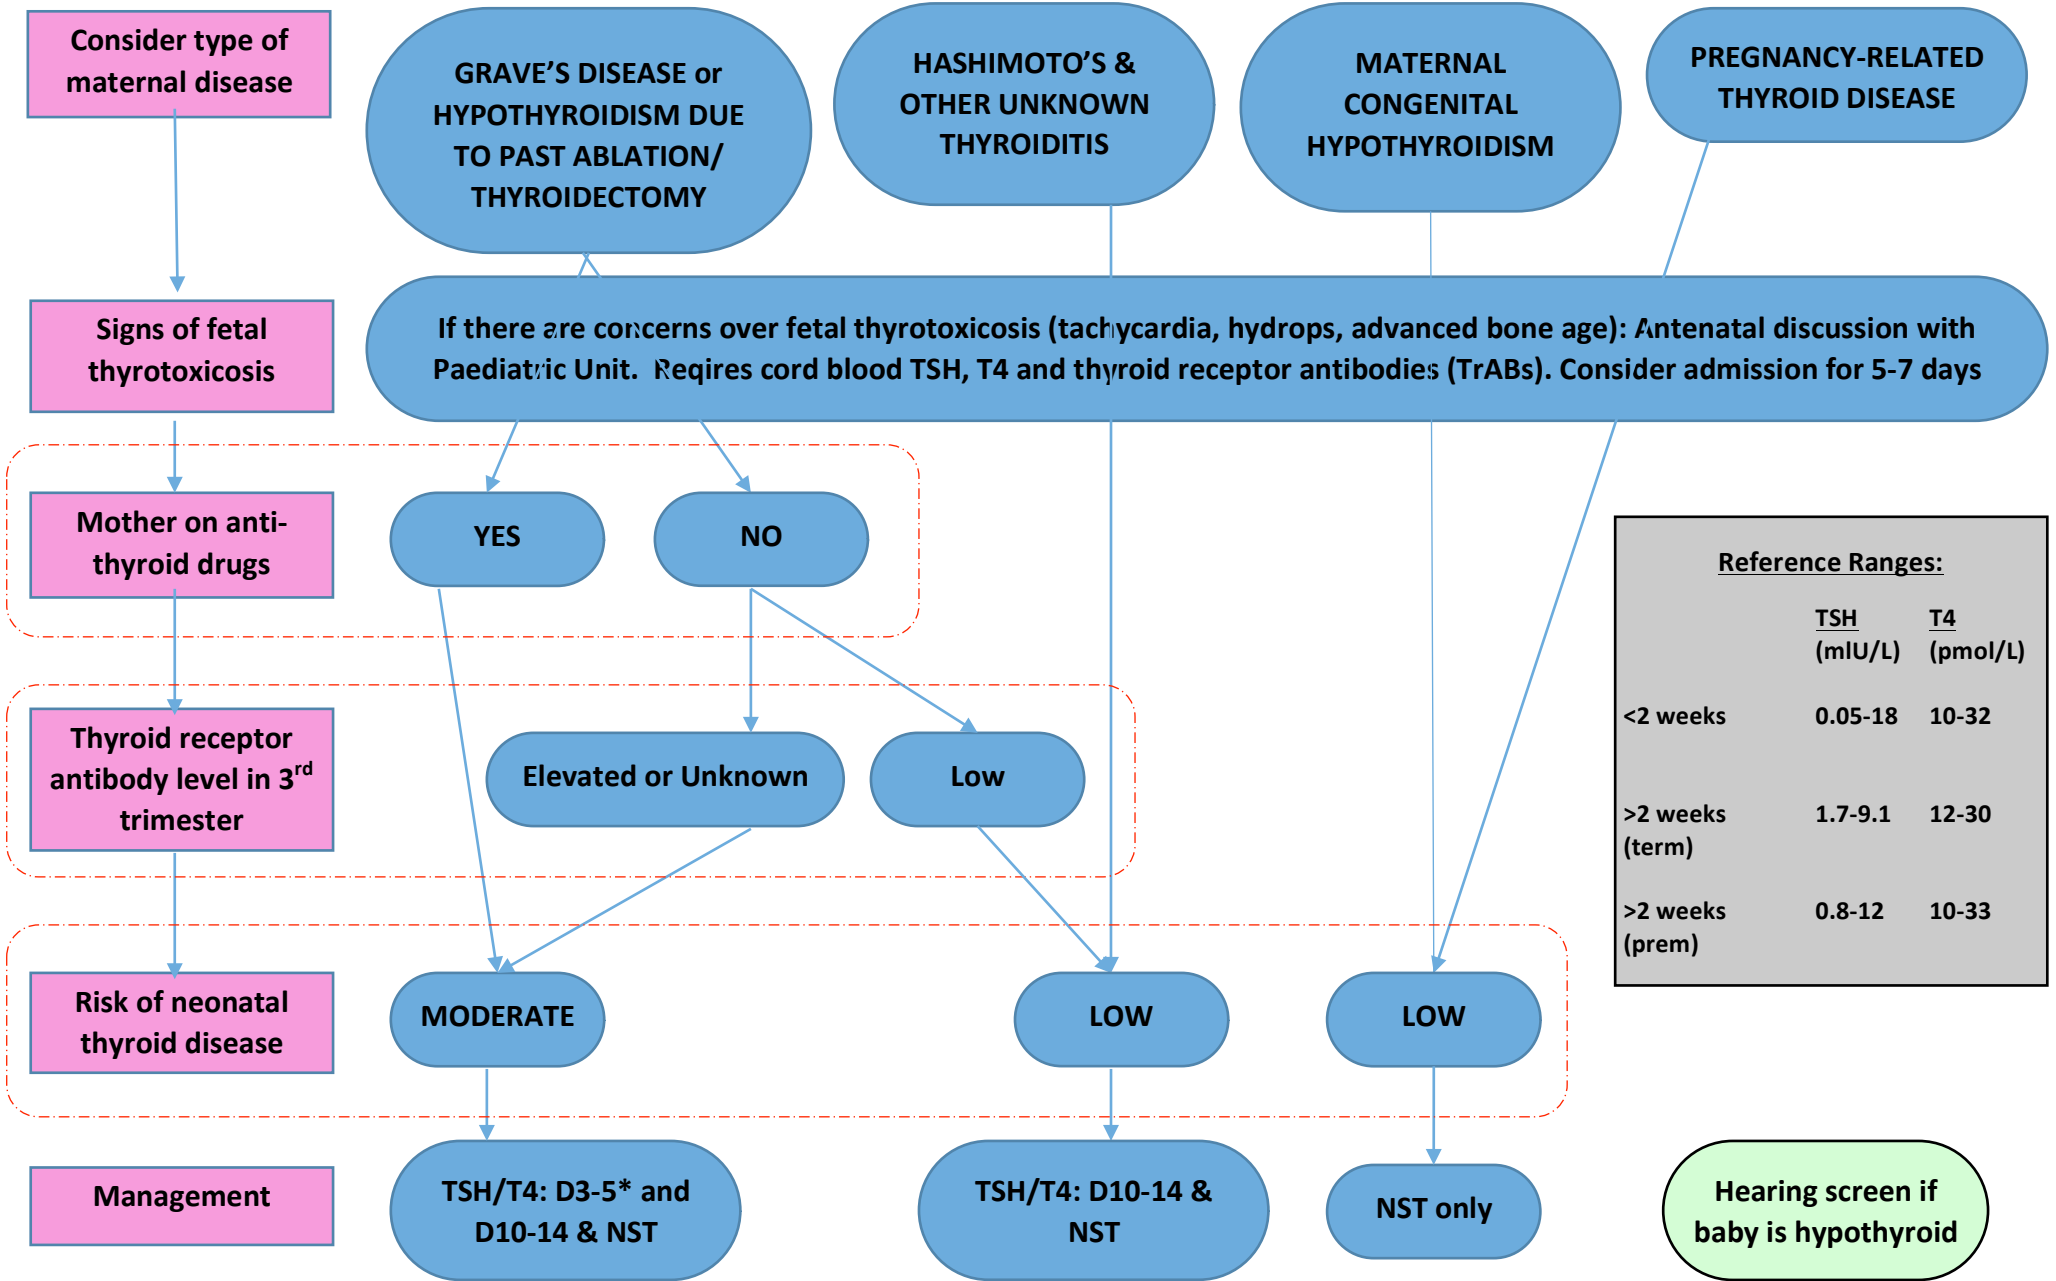 Consider type of
maternal disease
GRAVE'S DISEASE or
HYPOTHYROIDISM DUE
TO PAST ABLATION/
THYROIDECTOMY
HASHIMOTO'S &
OTHER UNKNOWN
THYROIDITIS
MATERNAL
CONGENITAL
HYPOTHYROIDISM
PREGNANCY-RELATED
THYROID DISEASE
Signs of fetal
thyrotoxicosis
If there are concerns over fetal thyrotoxicosis (tachycardia, hydrops, advanced bone age): Antenatal discussion with
Paediatric Unit.  Reqires cord blood TSH, T4 and thyroid receptor antibodies (TrABs). Consider admission for 5-7 days
Mother on anti-
thyroid drugs
YES
NO
Thyroid receptor
antibody level in 3rd
trimester
Elevated or Unknown
Low
Reference Ranges:
TSH T4
(mIU/L) (pmol/L)
<2 weeks 0.05-18 10-32
>2 weeks 1.7-9.1 12-30
(term)
>2 weeks 0.8-12 10-33
(prem)
Risk of neonatal
thyroid disease
MODERATE
LOW
LOW
Management
TSH/T4: D3-5* and
D10-14 & NST
TSH/T4: D10-14 &
NST
NST only
Hearing screen if
baby is hypothyroid